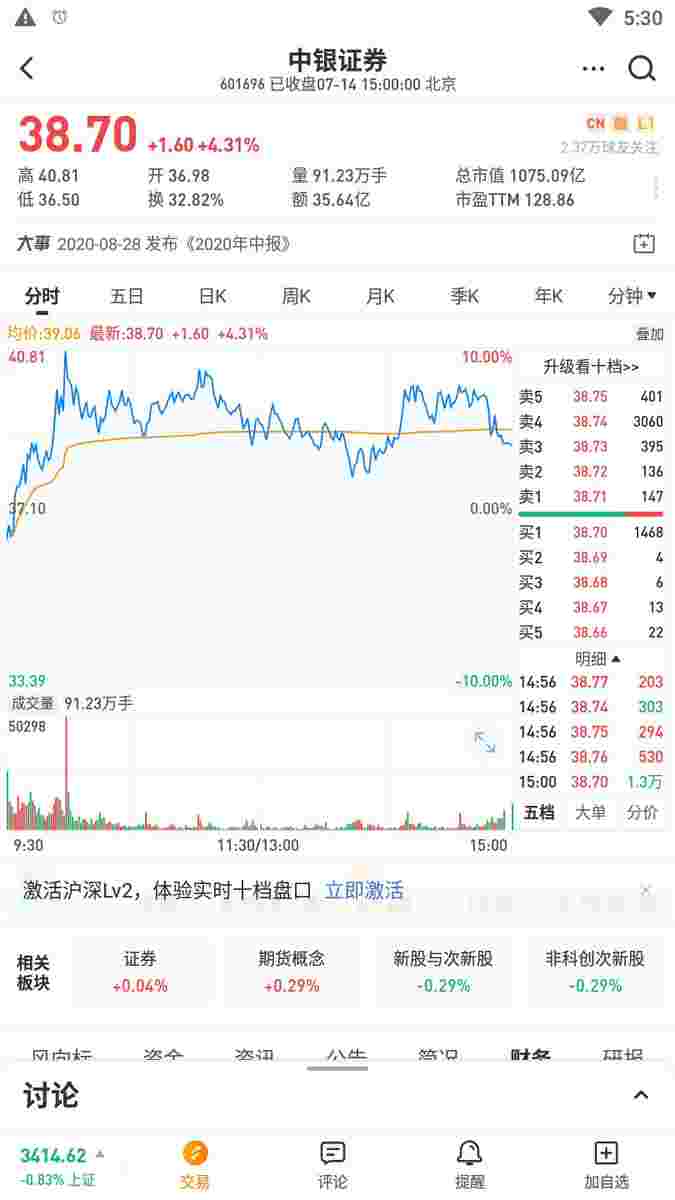 5:30
中银证券
601696 已收盘07-14 15:00:00 北京
38.70 +1.60 +4.31%
CN 融 L1
2.37万球友关注
高 40.81 开 36.98 量 91.23万手 总市值 1075.09亿
低 36.50 换 32.82% 额 35.64亿 市盈TTM 128.86
大事 2020-08-28 发布《2020年中报》
分时 五日 日K 周K 月K 季K 年K 分钟
均价:39.06 最新:38.70 +1.60 +4.31% 叠加
40.81 10.00%
37.10 0.00%
33.39 -10.00%
升级看十档>>
卖5 38.75 401
卖4 38.74 3060
卖3 38.73 395
卖2 38.72 136
卖1 38.71 147
买1 38.70 1468
买2 38.69 4
买3 38.68 6
买4 38.67 13
买5 38.66 22
明细
14:56 38.77 203
14:56 38.74 303
14:56 38.75 294
14:56 38.76 530
15:00 38.70 1.3万
五档 大单 分价
成交量 91.23万手
50298
9:30 11:30/13:00 15:00
激活沪深Lv2，体验实时十档盘口 立即激活
相关
板块
证券 期货概念 新股与次新股 非科创次新股
+0.04% +0.29% -0.29% -0.29%
风向标 资金 资讯 公告 简况 财务 研报
讨论
3414.62
-0.83% 上证
交易 评论 提醒 加自选